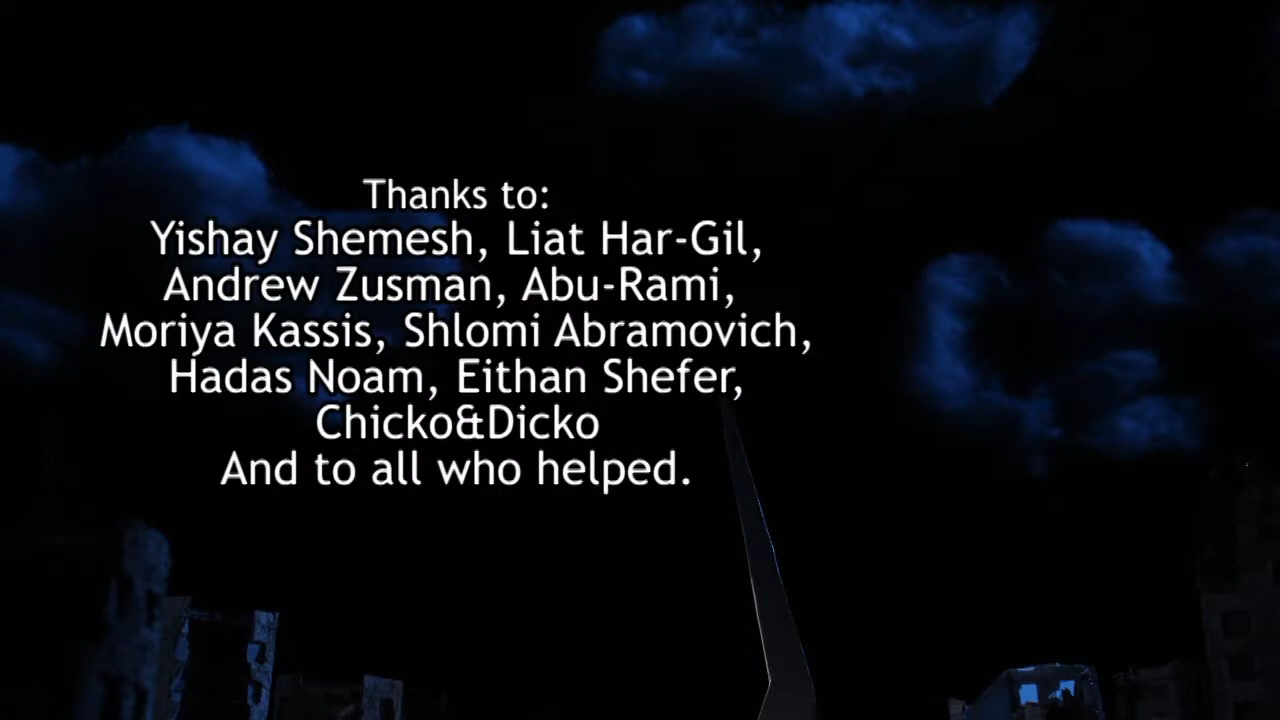 Thanks to:
Yishay Shemesh, Liat Har-Gil,
Andrew Zusman, Abu-Rami,
Moriya Kassis, Shlomi Abramovich,
Hadas Noam, Eithan Shefer,
Chicko&Dicko
And to all who helped.